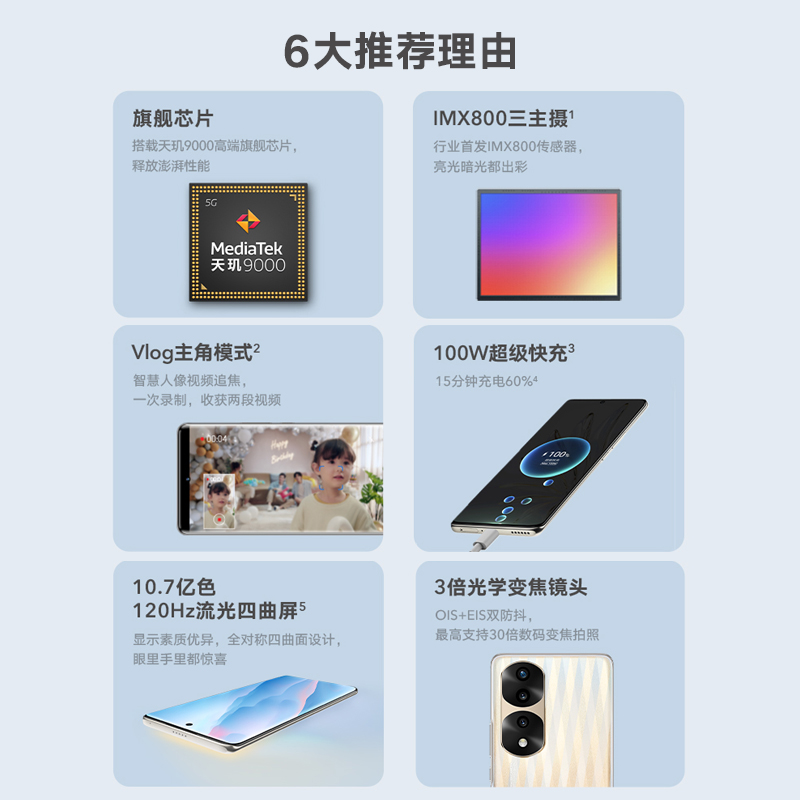 6大推荐理由
旗舰芯片
搭载天玑9000高端旗舰芯片，
释放澎湃性能
5G
MediaTek
天玑9000
IMX800三主摄¹
行业首发IMX800传感器，
亮光暗光都出彩
Vlog主角模式²
智慧人像视频追焦，
一次录制，收获两段视频
00:04
Happy
Birthday
100W超级快充³
15分钟充电60%⁴
100%
10.7亿色
120Hz流光四曲屏⁵
显示素质优异，全对称四曲面设计，
眼里手里都惊喜
3倍光学变焦镜头
OIS+EIS双防抖，
最高支持30倍数码变焦拍照